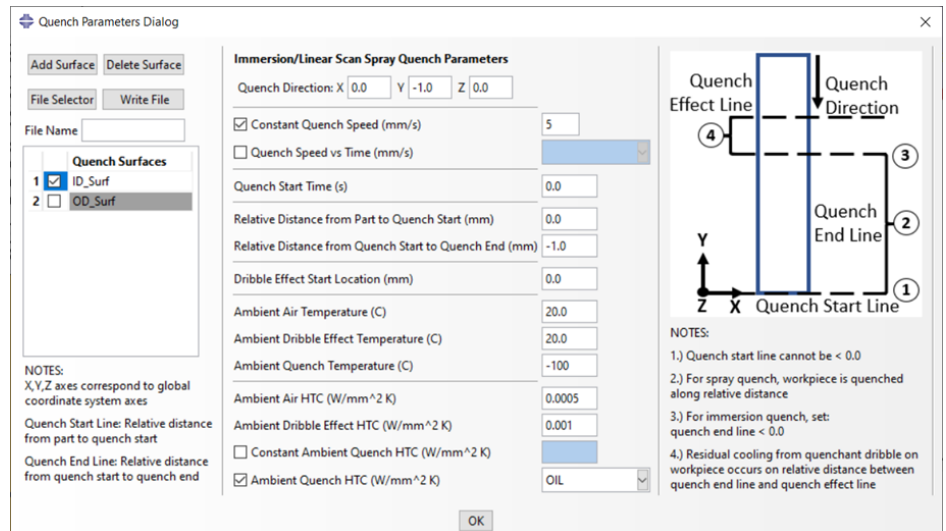 Quench Parameters Dialog
Add Surface Delete Surface
File Selector Write File
File Name
Quench Surfaces
1 ID_Surf
2 OD_Surf
NOTES:
X,Y,Z axes correspond to global
coordinate system axes
Quench Start Line: Relative distance
from part to quench start
Quench End Line: Relative distance
from quench start to quench end
Immersion/Linear Scan Spray Quench Parameters
Quench Direction: X 0.0 Y -1.0 Z 0.0
Constant Quench Speed (mm/s) 5
Quench Speed vs Time (mm/s)
Quench Start Time (s) 0.0
Relative Distance from Part to Quench Start (mm) 0.0
Relative Distance from Quench Start to Quench End (mm) -1.0
Dribble Effect Start Location (mm) 0.0
Ambient Air Temperature (C) 20.0
Ambient Dribble Effect Temperature (C) 20.0
Ambient Quench Temperature (C) -100
Ambient Air HTC (W/mm^2 K) 0.0005
Ambient Dribble Effect HTC (W/mm^2 K) 0.001
Constant Ambient Quench HTC (W/mm^2 K)
Ambient Quench HTC (W/mm^2 K) OIL
Quench
Effect Line
Quench
Direction
4
3
Quench
End Line
2
Y
1
Z X Quench Start Line
NOTES:
1.) Quench start line cannot be < 0.0
2.) For spray quench, workpiece is quenched
along relative distance
3.) For immersion quench, set:
quench end line < 0.0
4.) Residual cooling from quenchant dribble on
workpiece occurs on relative distance between
quench end line and quench effect line
OK